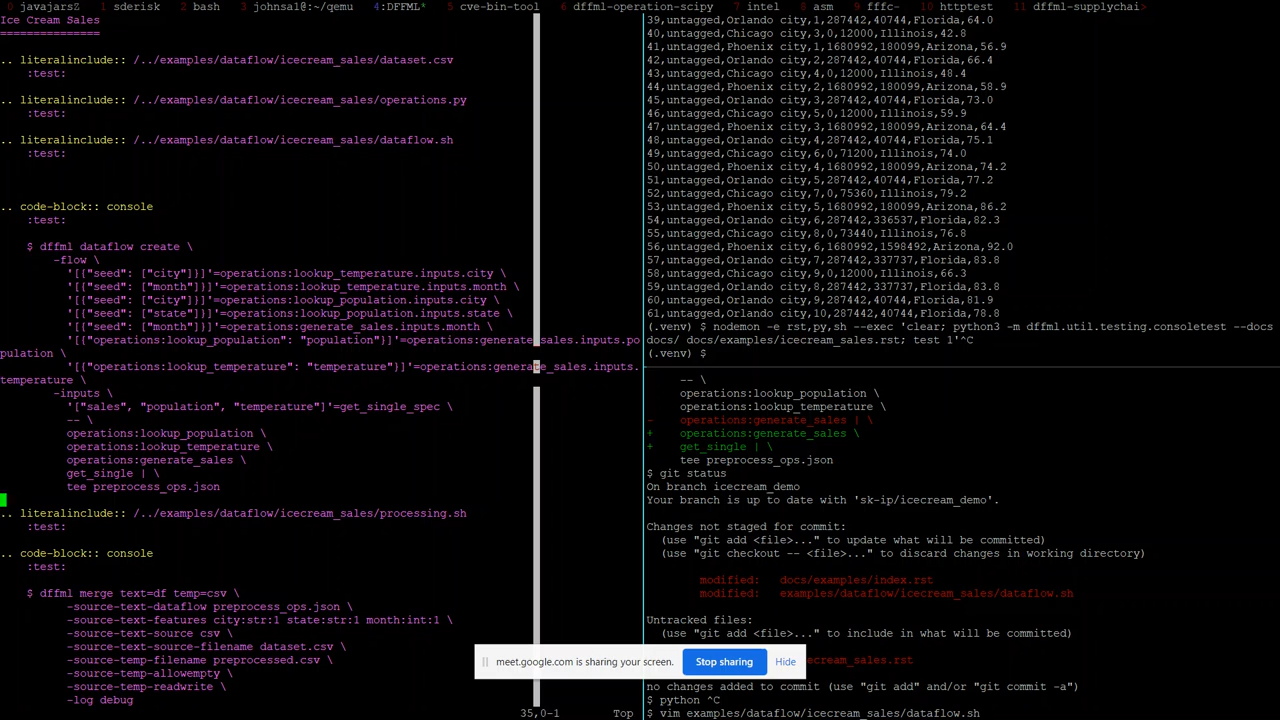 0 javajarsZ  1 sderisk  2 bash  3 johnsal@:~/qemu  4:DFFML*  5 cve-bin-tool  6 dffml-operation-scipy  7 intel  8 asm  9 fffc-  10 httptest  11 dffml-supplychai>
Ice Cream Sales
===============
.. literalinclude:: /../examples/dataflow/icecream_sales/dataset.csv
:test:
.. literalinclude:: /../examples/dataflow/icecream_sales/operations.py
:test:
.. literalinclude:: /../examples/dataflow/icecream_sales/dataflow.sh
:test:
.. code-block:: console
:test:
$ dffml dataflow create \
-flow \
'[{"seed": ["city"]}]'=operations:lookup_temperature.inputs.city \
'[{"seed": ["month"]}]'=operations:lookup_temperature.inputs.month \
'[{"seed": ["city"]}]'=operations:lookup_population.inputs.city \
'[{"seed": ["state"]}]'=operations:lookup_population.inputs.state \
'[{"seed": ["month"]}]'=operations:generate_sales.inputs.month \
'[{"operations:lookup_population": "population"}]'=operations:generate_sales.inputs.po
pulation \
'[{"operations:lookup_temperature": "temperature"}]'=operations:generate_sales.inputs.
temperature \
-inputs \
'["sales", "population", "temperature"]'=get_single_spec \
-- \
operations:lookup_population \
operations:lookup_temperature \
operations:generate_sales \
get_single | \
tee preprocess_ops.json
.. literalinclude:: /../examples/dataflow/icecream_sales/processing.sh
:test:
.. code-block:: console
:test:
$ dffml merge text=df temp=csv \
-source-text-dataflow preprocess_ops.json \
-source-text-features city:str:1 state:str:1 month:int:1 \
-source-text-source csv \
-source-text-source-filename dataset.csv \
-source-temp-filename preprocessed.csv \
-source-temp-allowempty \
-source-temp-readwrite \
-log debug
35,0-1  Top
39,untagged,Orlando city,1,287442,40744,Florida,64.0
40,untagged,Chicago city,3,0,12000,Illinois,42.8
41,untagged,Phoenix city,1,1680992,180099,Arizona,56.9
42,untagged,Orlando city,2,287442,40744,Florida,66.4
43,untagged,Chicago city,4,0,12000,Illinois,48.4
44,untagged,Phoenix city,2,1680992,180099,Arizona,58.9
45,untagged,Orlando city,3,287442,40744,Florida,73.0
46,untagged,Chicago city,5,0,12000,Illinois,59.9
47,untagged,Phoenix city,3,1680992,180099,Arizona,64.4
48,untagged,Orlando city,4,287442,40744,Florida,75.1
49,untagged,Chicago city,6,0,71200,Illinois,74.0
50,untagged,Phoenix city,4,1680992,180099,Arizona,74.2
51,untagged,Orlando city,5,287442,40744,Florida,77.2
52,untagged,Chicago city,7,0,75360,Illinois,79.2
53,untagged,Phoenix city,5,1680992,180099,Arizona,86.2
54,untagged,Orlando city,6,287442,336537,Florida,82.3
55,untagged,Chicago city,8,0,73440,Illinois,76.8
56,untagged,Phoenix city,6,1680992,1598492,Arizona,92.0
57,untagged,Orlando city,7,287442,337737,Florida,83.8
58,untagged,Chicago city,9,0,12000,Illinois,66.3
59,untagged,Orlando city,8,287442,337737,Florida,83.8
60,untagged,Orlando city,9,287442,40744,Florida,81.9
61,untagged,Orlando city,10,287442,40744,Florida,78.8
(.venv) $ nodemon -e rst,py,sh --exec 'clear; python3 -m dffml.util.testing.consoletest --docs
docs/ docs/examples/icecream_sales.rst; test 1'^C
(.venv) $
-- \
operations:lookup_population \
operations:lookup_temperature \
-    operations:generate_sales | \
+    operations:generate_sales \
+    get_single | \
tee preprocess_ops.json
$ git status
On branch icecream_demo
Your branch is up to date with 'sk-ip/icecream_demo'.
Changes not staged for commit:
(use "git add <file>..." to update what will be committed)
(use "git checkout -- <file>..." to discard changes in working directory)
modified:   docs/examples/index.rst
modified:   examples/dataflow/icecream_sales/dataflow.sh
Untracked files:
(use "git add <file>..." to include in what will be committed)
ecream_sales.rst
no changes added to commit (use "git add" and/or "git commit -a")
$ python ^C
$ vim examples/dataflow/icecream_sales/dataflow.sh
meet.google.com is sharing your screen.  Stop sharing  Hide